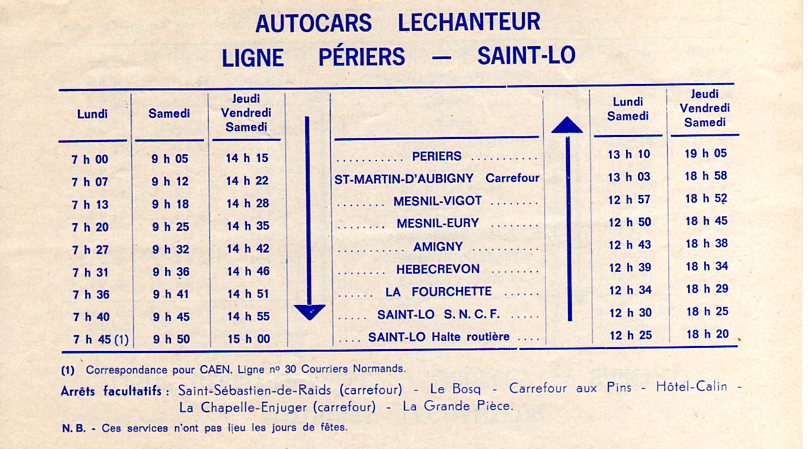 AUTOCARS LECHANTEUR
LIGNE PÉRIERS — SAINT-LO
Lundi Samedi Jeudi Vendredi Samedi Lundi Samedi Jeudi Vendredi Samedi
7 h 00 9 h 05 14 h 15 ........... PERIERS ........... 13 h 10 19 h 05
7 h 07 9 h 12 14 h 22 ST-MARTIN-D'AUBIGNY Carrefour 13 h 03 18 h 58
7 h 13 9 h 18 14 h 28 ........ MESNIL-VIGOT ........ 12 h 57 18 h 52
7 h 20 9 h 25 14 h 35 ........ MESNIL-EURY ........ 12 h 50 18 h 45
7 h 27 9 h 32 14 h 42 ........... AMIGNY ........... 12 h 43 18 h 38
7 h 31 9 h 36 14 h 46 ........ HEBECREVON ........ 12 h 39 18 h 34
7 h 36 9 h 41 14 h 51 ...... LA FOURCHETTE ...... 12 h 34 18 h 29
7 h 40 9 h 45 14 h 55 ..... SAINT-LO S.N.C.F. ...... 12 h 30 18 h 25
7 h 45 (1) 9 h 50 15 h 00 .... SAINT-LO Halte routière .... 12 h 25 18 h 20
(1) Correspondance pour CAEN. Ligne nº 30 Courriers Normands.
Arrêts facultatifs : Saint-Sébastien-de-Raids (carrefour) - Le Bosq - Carrefour aux Pins - Hôtel-Calin -
La Chapelle-Enjuger (carrefour) - La Grande Pièce.
N.B. - Ces services n'ont pas lieu les jours de fêtes.